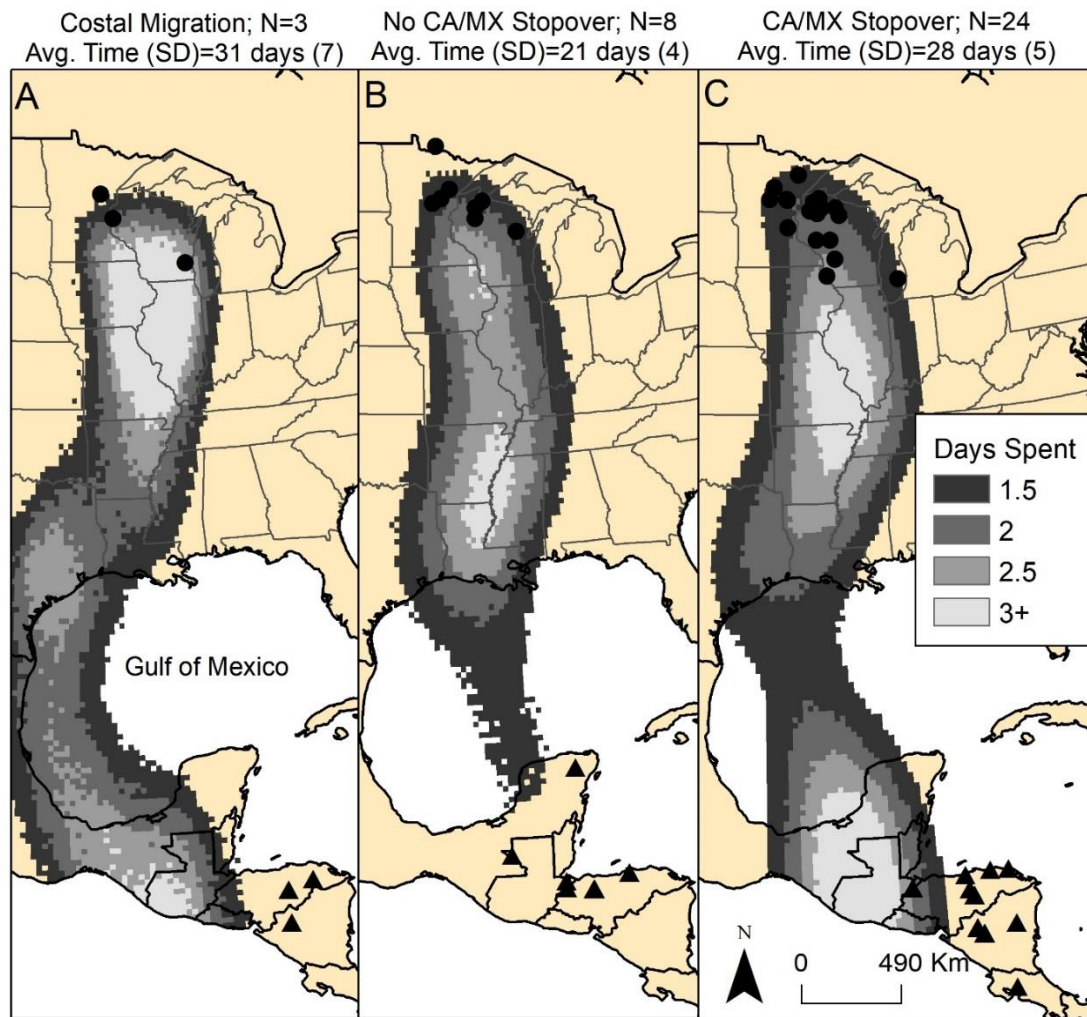 Costal Migration; N=3
Avg. Time (SD)=31 days (7)
No CA/MX Stopover; N=8
Avg. Time (SD)=21 days (4)
CA/MX Stopover; N=24
Avg. Time (SD)=28 days (5)
A
B
C
Days Spent
1.5
2
2.5
3+
Gulf of Mexico
N
0 490 Km